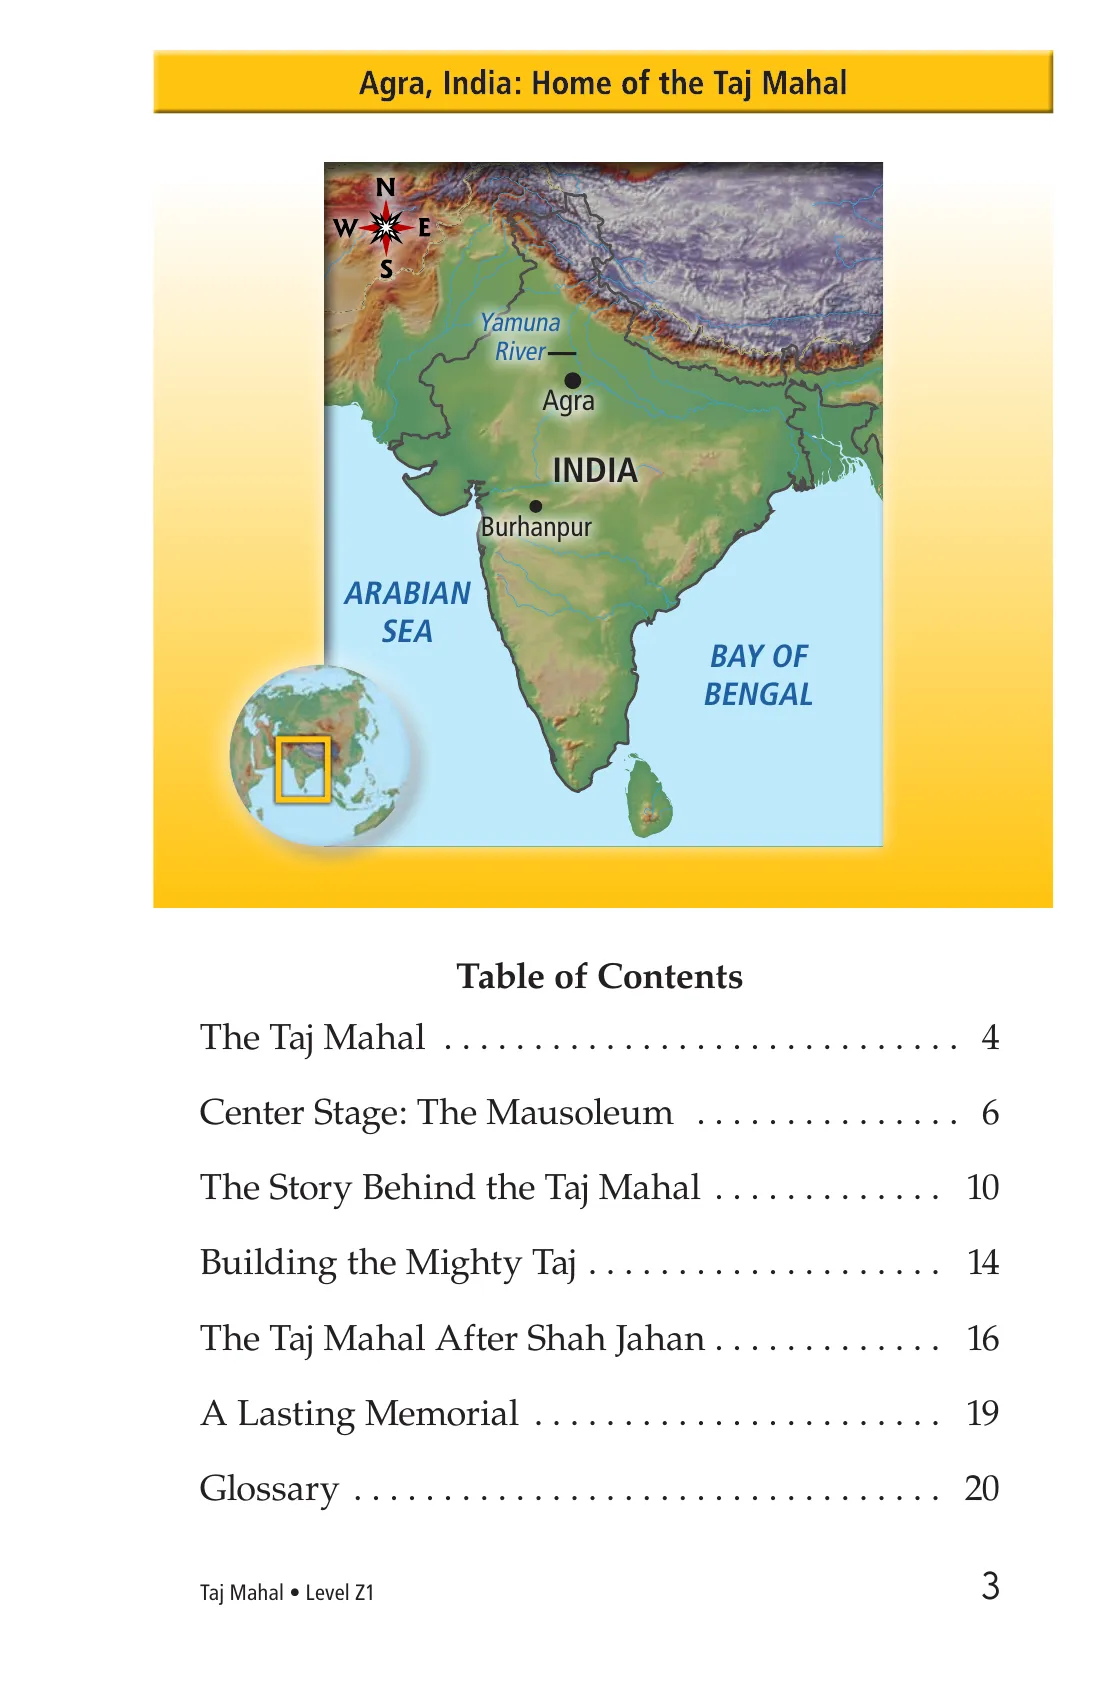 Agra, India: Home of the Taj Mahal
N
W E
S
Yamuna
River
Agra
INDIA
Burhanpur
ARABIAN
SEA
BAY OF
BENGAL
Table of Contents
The Taj Mahal . . . . . . . . . . . . . . . . . . . . . . . . . . . . . 4
Center Stage: The Mausoleum . . . . . . . . . . . . . . . 6
The Story Behind the Taj Mahal . . . . . . . . . . . . . 10
Building the Mighty Taj . . . . . . . . . . . . . . . . . . . . 14
The Taj Mahal After Shah Jahan . . . . . . . . . . . . . 16
A Lasting Memorial . . . . . . . . . . . . . . . . . . . . . . . 19
Glossary . . . . . . . . . . . . . . . . . . . . . . . . . . . . . . . . . 20
Taj Mahal • Level Z1 3